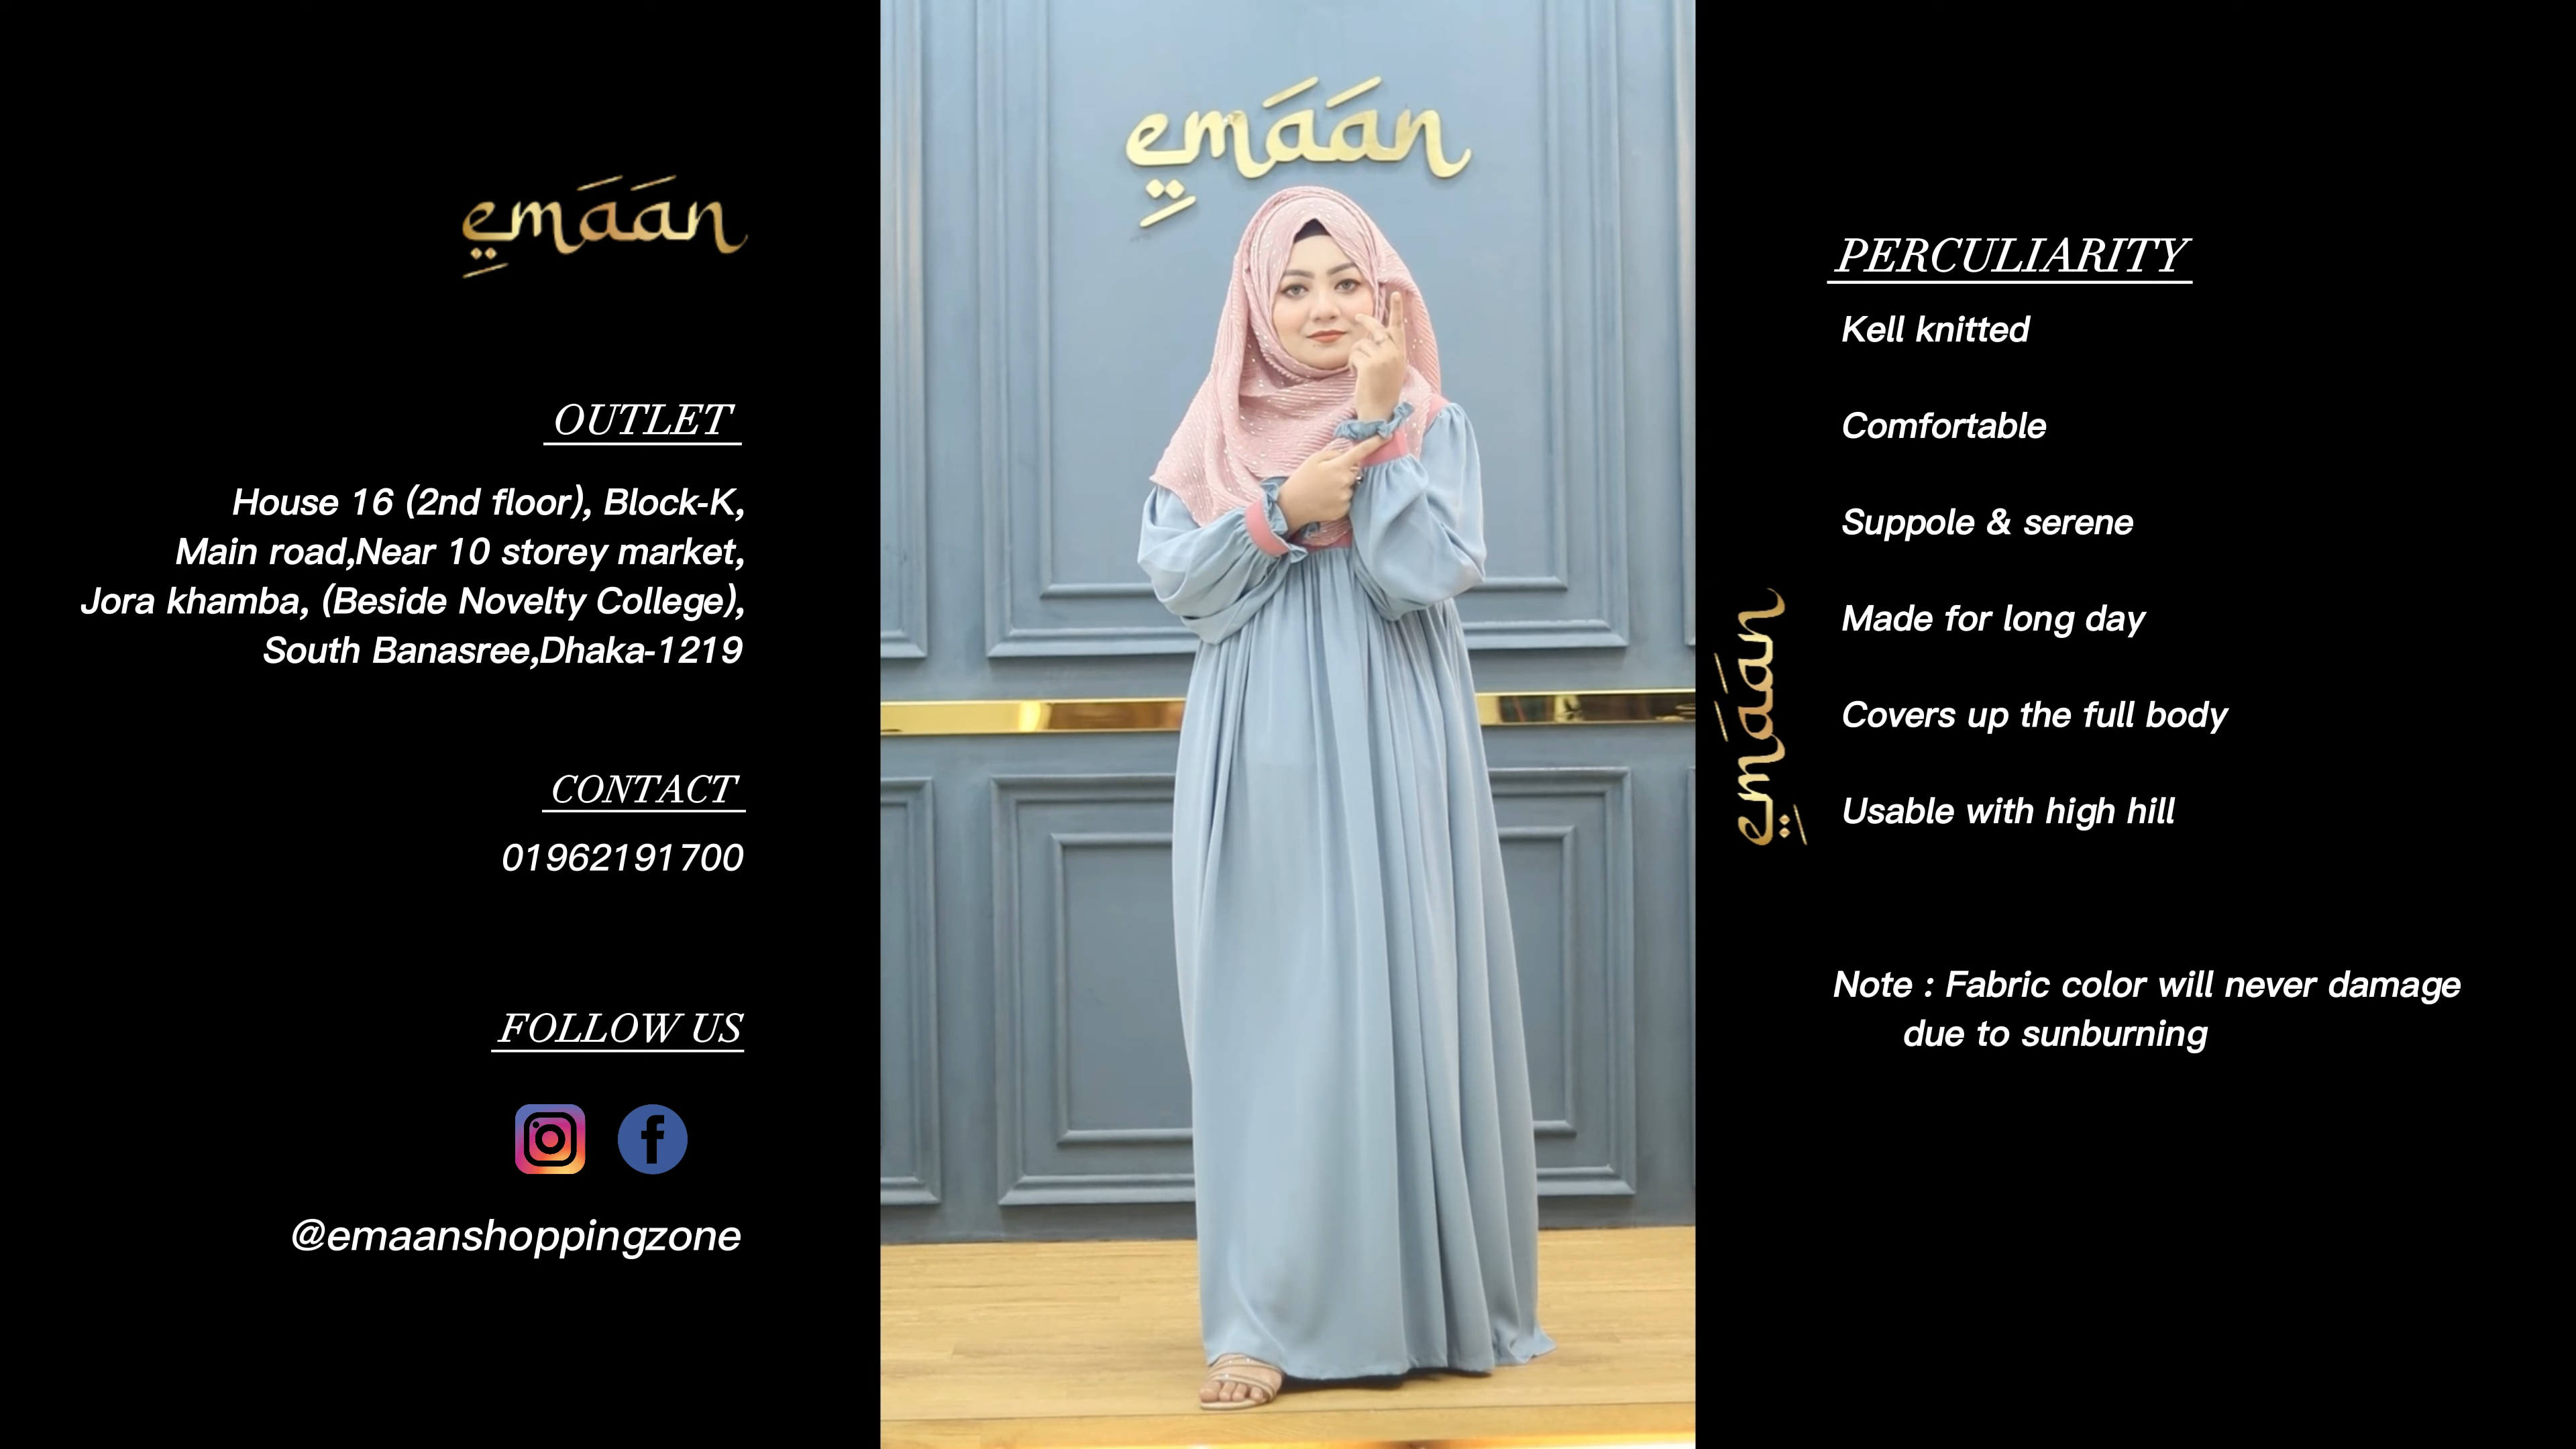 emaan
OUTLET
House 16 (2nd floor), Block-K,
Main road,Near 10 storey market,
Jora khamba, (Beside Novelty College),
South Banasree,Dhaka-1219
CONTACT
01962191700
FOLLOW US
@emaanshoppingzone
emaan
emaan
PERCULIARITY
Kell knitted
Comfortable
Suppole & serene
Made for long day
Covers up the full body
Usable with high hill
Note : Fabric color will never damage
due to sunburning